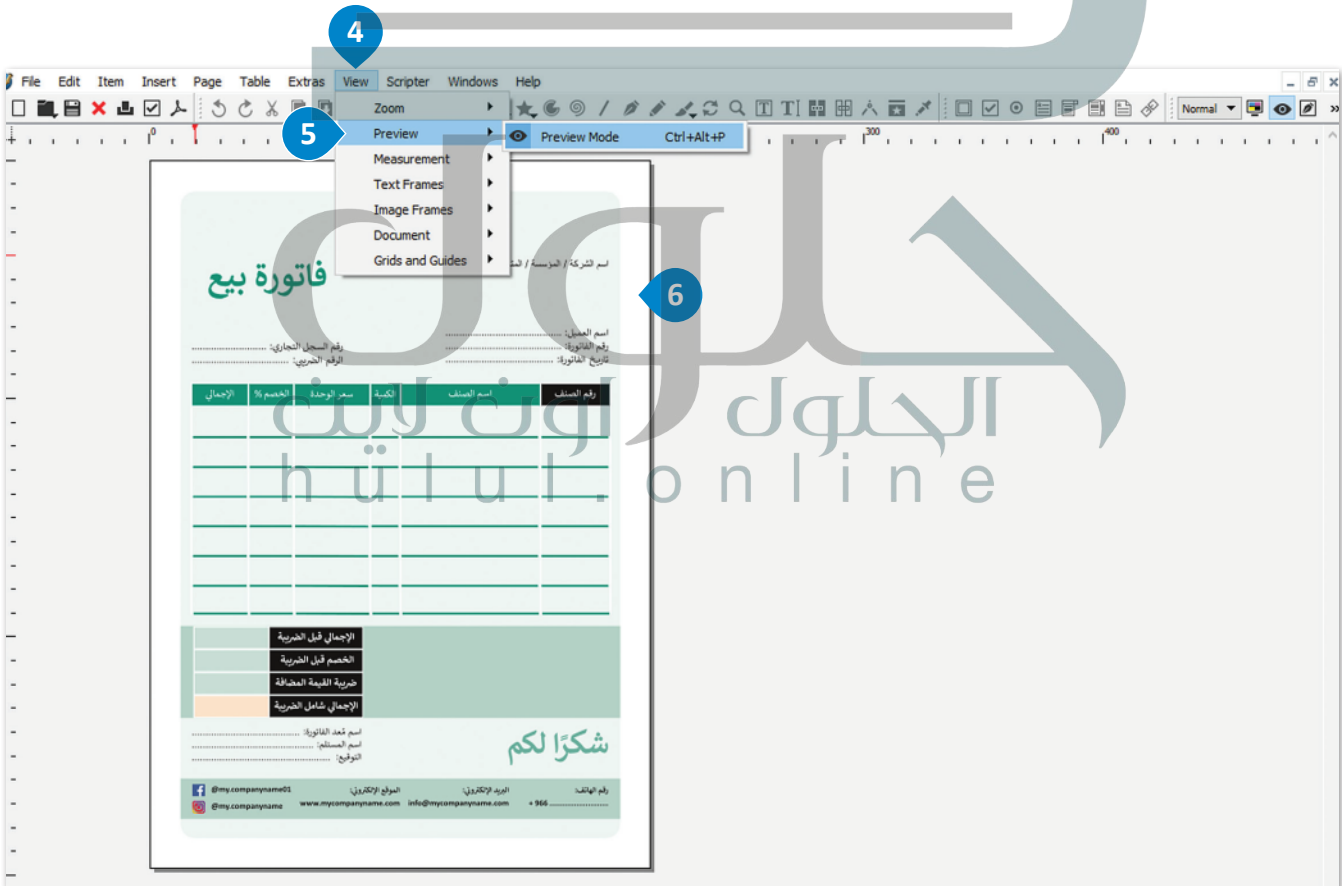 4
File Edit Item Insert Page Table Extras View Scripter Windows Help
Normal
Zoom
5
Preview
Preview Mode Ctrl+Alt+P
0 300 400
Measurement
Text Frames
Image Frames
Document
Grids and Guides
اسم الشركة / المؤسسة /
فاتورة بيع
6
اسم العميل:
رقم الفاتورة: رقم السجل التجاري:
تاريخ الفاتورة: الرقم الضريبي:
رقم الصنف اسم الصنف الكمية سعر الوحدة الخصم % الإجمالي
حلول
الحلول اون لاين
hülul.online
الإجمالي قبل الضريبة
الخصم قبل الضريبة
ضريبة القيمة المضافة
الإجمالي شامل الضريبة
شكرًا لكم
اسم مُعد الفاتورة:
اسم المستلم:
التوقيع:
رقم الهاتف: البريد الإلكتروني: الموقع الإلكتروني: @my.companyname01
+ 966 info@mycompanyname.com www.mycompanyname.com @my.companyname